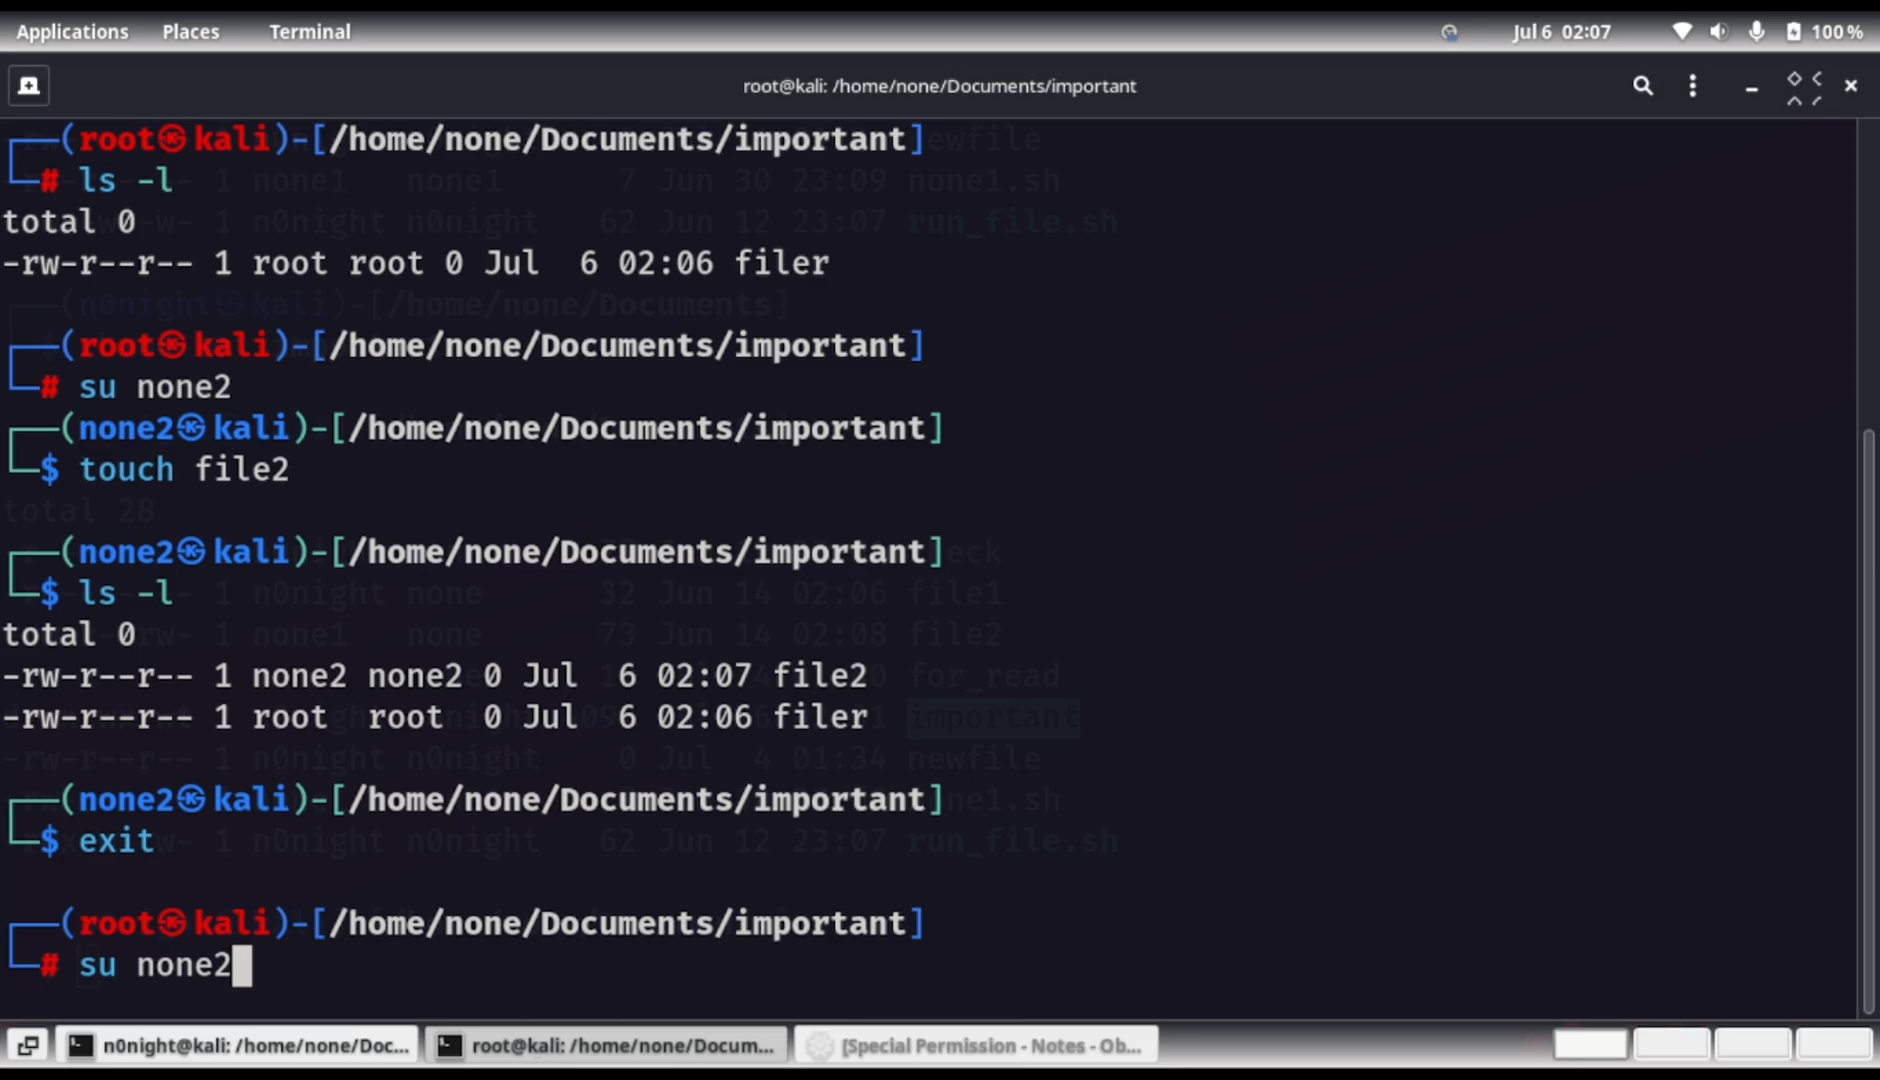 Applications Places Terminal Jul 6 02:07 100%
root@kali: /home/none/Documents/important
(root㉿kali)-[/home/none/Documents/important]
# ls -l
total 0
-rw-r--r-- 1 root root 0 Jul  6 02:06 filer
(root㉿kali)-[/home/none/Documents/important]
# su none2
(none2㉿kali)-[/home/none/Documents/important]
$ touch file2
(none2㉿kali)-[/home/none/Documents/important]
$ ls -l
total 0
-rw-r--r-- 1 none2 none2 0 Jul  6 02:07 file2
-rw-r--r-- 1 root  root  0 Jul  6 02:06 filer
(none2㉿kali)-[/home/none/Documents/important]
$ exit
(root㉿kali)-[/home/none/Documents/important]
# su none2
n0night@kali: /home/none/Doc... root@kali: /home/none/Docum... [Special Permission - Notes - Ob...